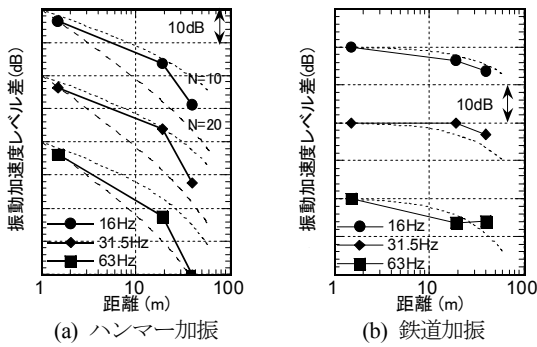 振動加速度レベル差(dB)
10dB
N=10
N=20
16Hz
31.5Hz
63Hz
1 10 100
距離 (m)
(a) ハンマー加振
振動加速度レベル差(dB)
10dB
16Hz
31.5Hz
63Hz
1 10 100
距離 (m)
(b) 鉄道加振